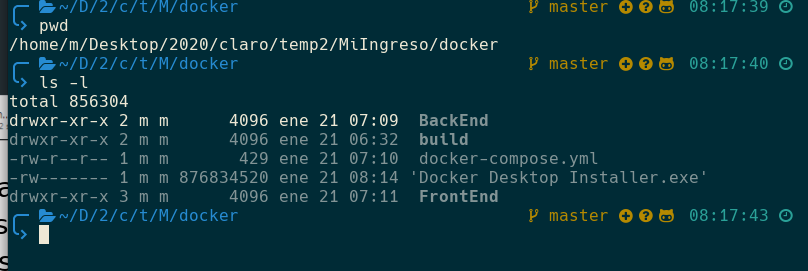 ~/D/2/c/t/M/docker master 08:17:39
pwd
/home/m/Desktop/2020/claro/temp2/MiIngreso/docker
~/D/2/c/t/M/docker master 08:17:40
ls -l
total 856304
drwxr-xr-x 2 m m 4096 ene 21 07:09 BackEnd
drwxr-xr-x 2 m m 4096 ene 21 06:32 build
-rw-r--r-- 1 m m 429 ene 21 07:10 docker-compose.yml
-rw------- 1 m m 876834520 ene 21 08:14 'Docker Desktop Installer.exe'
drwxr-xr-x 3 m m 4096 ene 21 07:11 FrontEnd
~/D/2/c/t/M/docker master 08:17:43